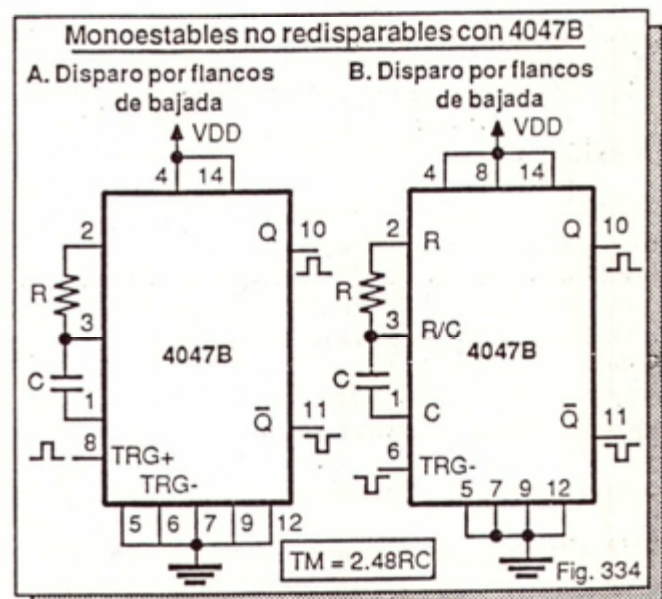 Monoestables no redisparables con 4047B
A. Disparo por flancos
de bajada
VDD
4 14
2
Q 10
R
3
4047B
C
1
Q̅ 11
8
TRG+
TRG-
5 6 7 9 12
B. Disparo por flancos
de bajada
VDD
4 8 14
2 R
Q 10
R
3 R/C
4047B
C
1 C
Q̅ 11
6
TRG-
5 7 9 12
TM = 2.48RC
Fig. 334